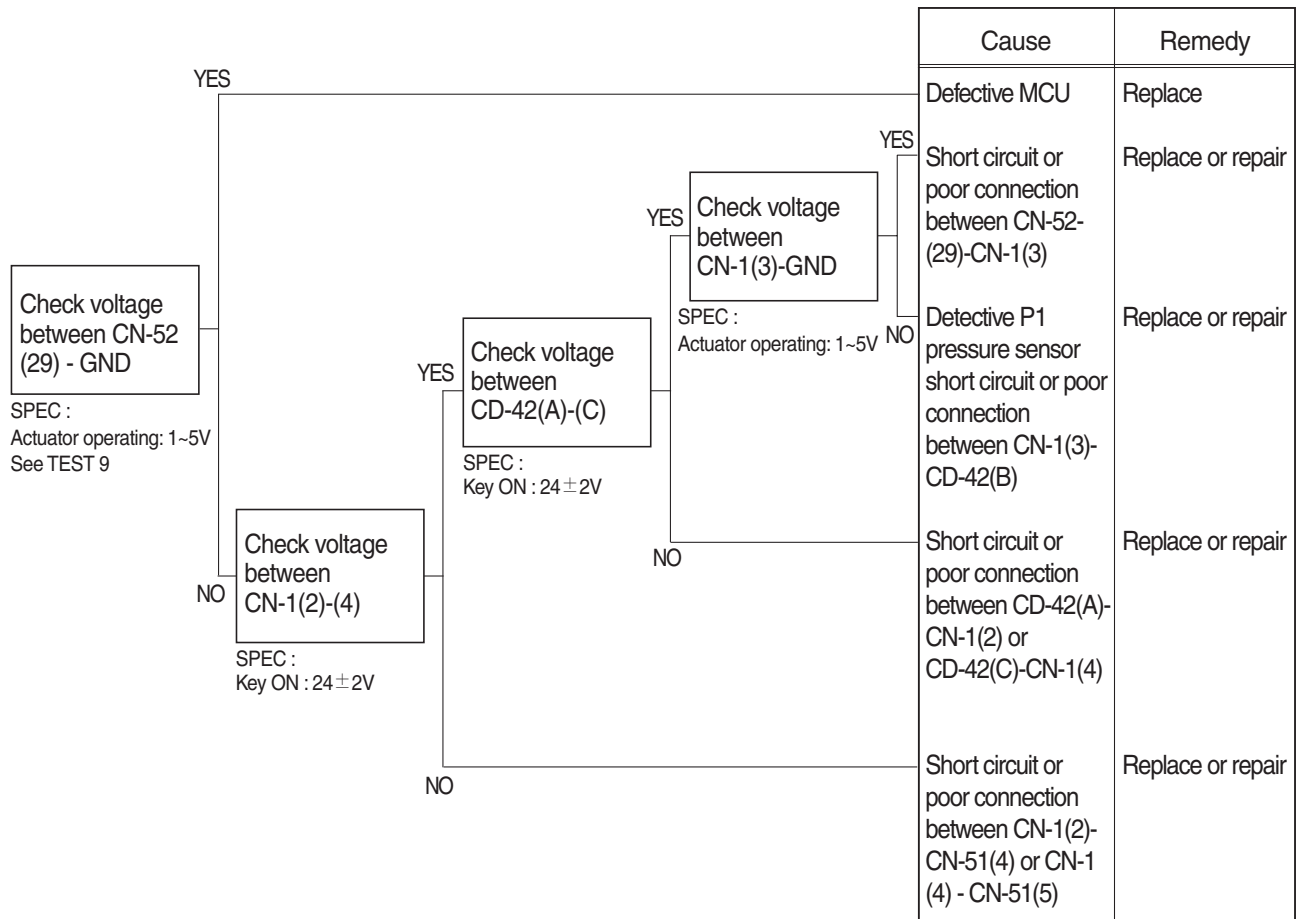 Cause
Remedy
YES
Defective MCU
Replace
YES
Short circuit or
poor connection
between CN-52-
(29)-CN-1(3)
Replace or repair
YES
Check voltage
between
CN-1(3)-GND
SPEC :
Actuator operating: 1~5V
NO
Detective P1
pressure sensor
short circuit or poor
connection
between CN-1(3)-
CD-42(B)
Replace or repair
Check voltage
between CN-52
(29) - GND
SPEC :
Actuator operating: 1~5V
See TEST 9
YES
Check voltage
between
CD-42(A)-(C)
SPEC :
Key ON : 24±2V
NO
Short circuit or
poor connection
between CD-42(A)-
CN-1(2) or
CD-42(C)-CN-1(4)
Replace or repair
NO
Check voltage
between
CN-1(2)-(4)
SPEC :
Key ON : 24±2V
NO
Short circuit or
poor connection
between CN-1(2)-
CN-51(4) or CN-1
(4) - CN-51(5)
Replace or repair